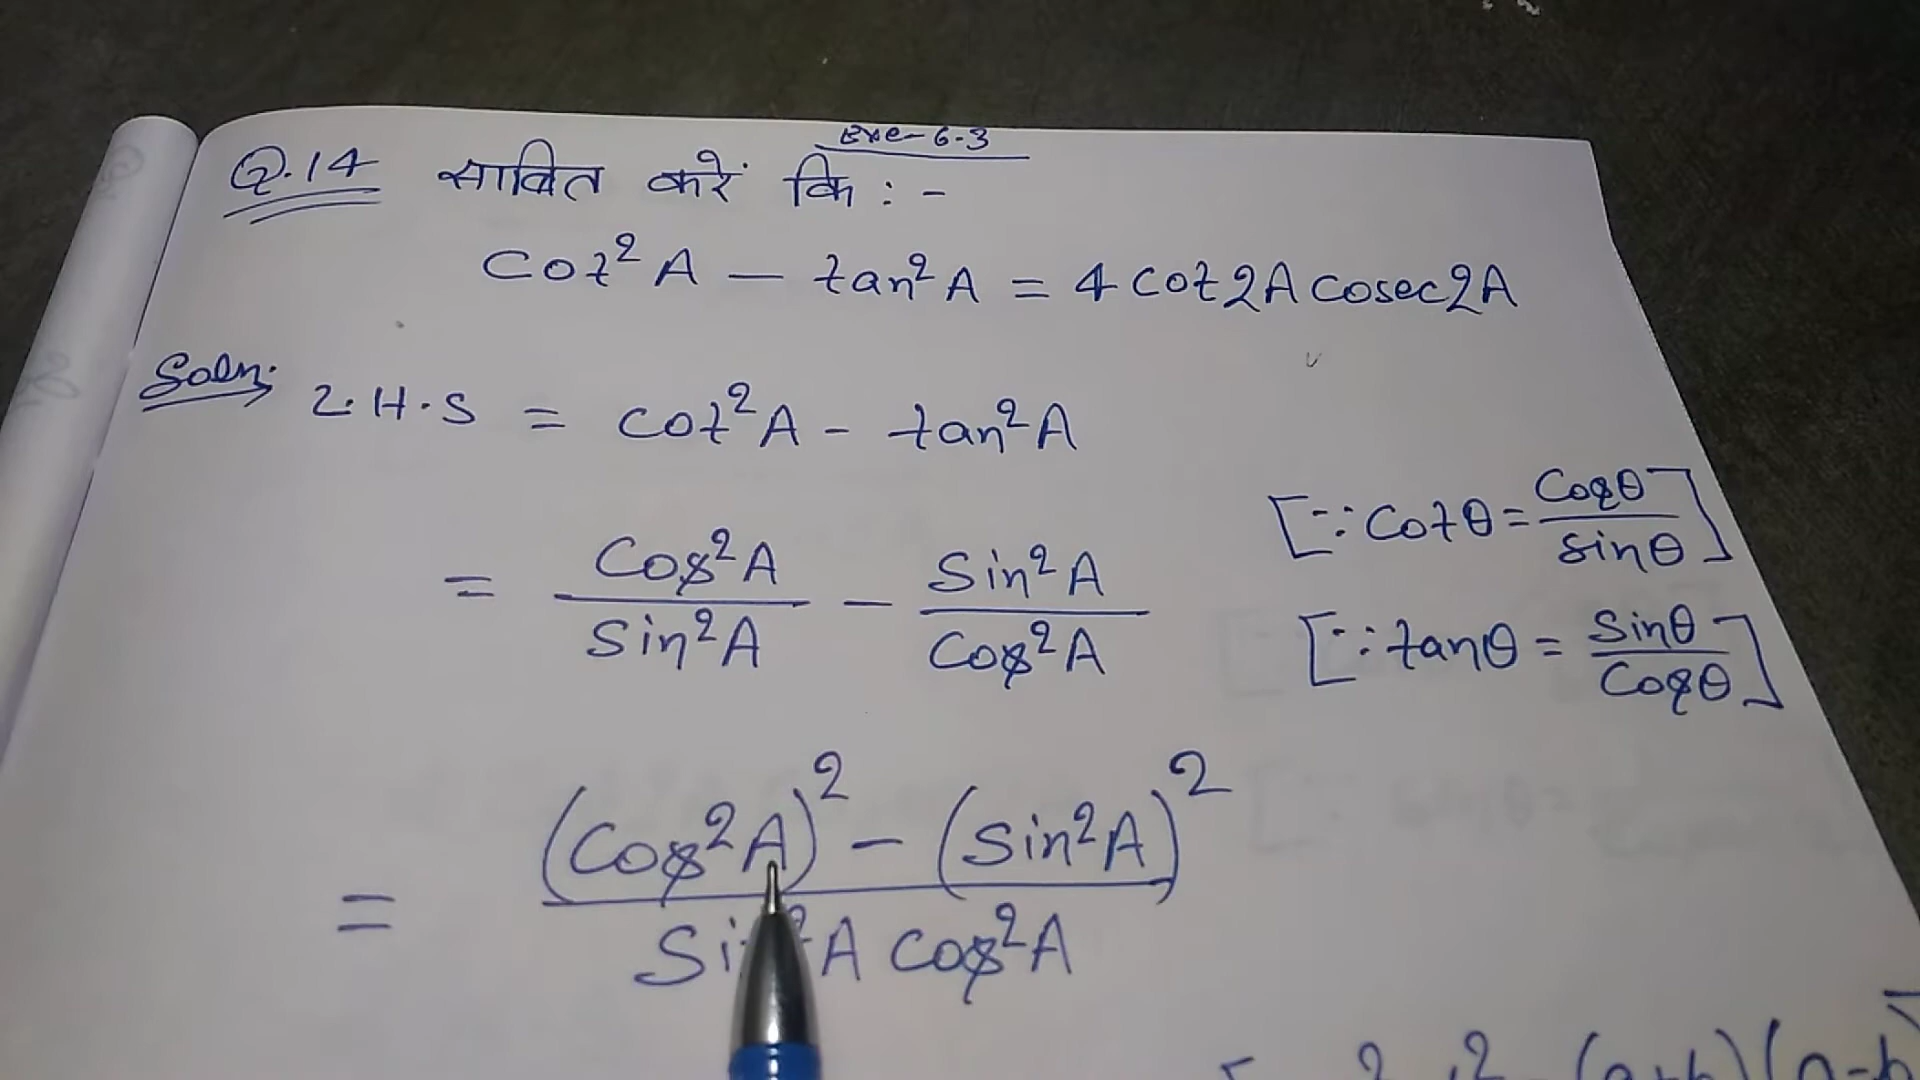 Exe-6.3
Q.14 साबित करें कि :-
Cot²A - tan²A = 4 cot2A cosec2A
Soln. L.H.S = cot²A - tan²A
= Cos²A/Sin²A - Sin²A/Cos²A
[∵ Cotθ = Cosθ/sinθ]
[∵ tanθ = Sinθ/Cosθ]
= (Cos²A)² - (Sin²A)² / Sin²A Cos²A